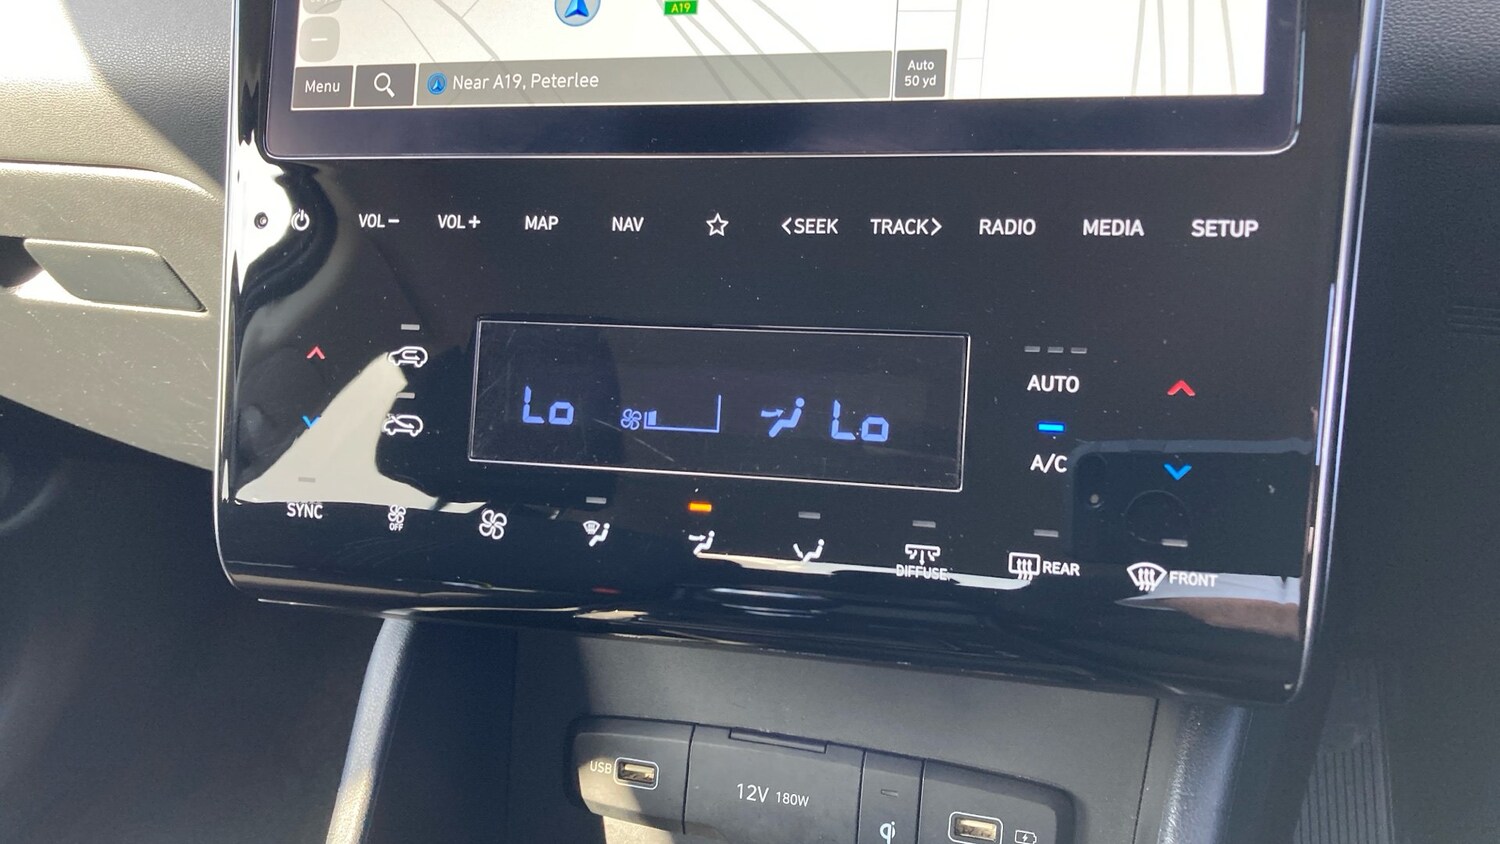 A19
Menu
Near A19, Peterlee
Auto
50 yd
VOL− VOL+ MAP NAV <SEEK TRACK> RADIO MEDIA SETUP
Lo Lo
AUTO
A/C
SYNC
OFF
DIFFUSE
REAR
FRONT
USB
12V 180W
qi